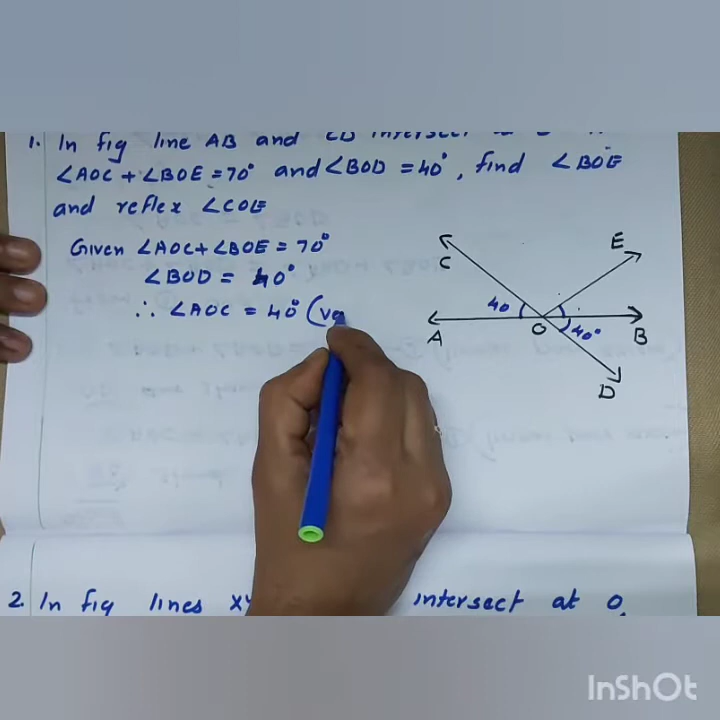 1. In fig line AB and
∠AOC + ∠BOE = 70° and ∠BOD = 40°, find ∠BOE
and reflex ∠COE
Given ∠AOC + ∠BOE = 70°
∠BOD = 40°
∴ ∠AOC = 40° (ve
C
E
40
A
O
40°
B
D
2. In fig lines intersect at O,
InShOt